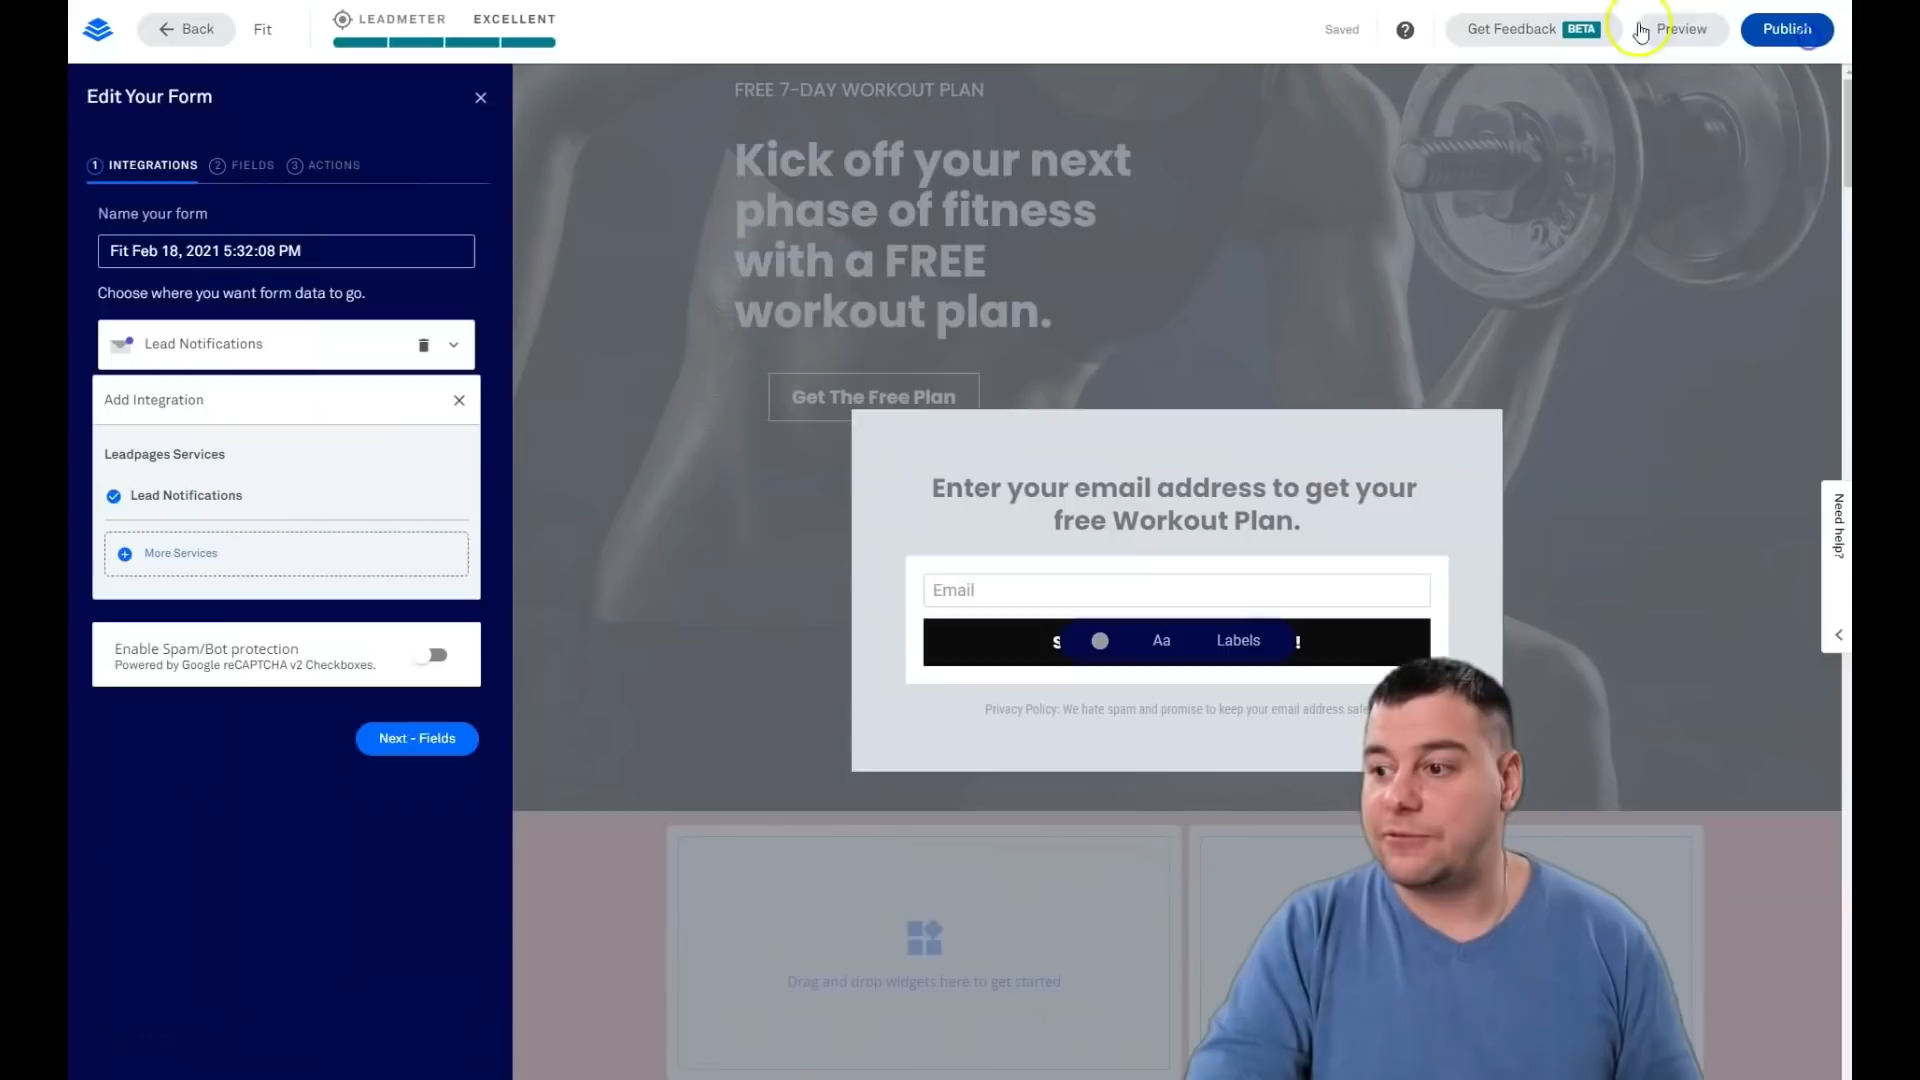 Back
Fit
LEADMETER EXCELLENT
Saved
?
Get Feedback BETA
Preview
Publish
Edit Your Form
1 INTEGRATIONS 2 FIELDS 3 ACTIONS
Name your form
Fit Feb 18, 2021 5:32:08 PM
Choose where you want form data to go.
Lead Notifications
Add Integration
Leadpages Services
Lead Notifications
More Services
Enable Spam/Bot protection
Powered by Google reCAPTCHA v2 Checkboxes.
Next - Fields
FREE 7-DAY WORKOUT PLAN
Kick off your next
phase of fitness
with a FREE
workout plan.
Get The Free Plan
Enter your email address to get your
free Workout Plan.
Email
Aa Labels
Privacy Policy: We hate spam and promise to keep your email address safe
Drag and drop widgets here to get started
Need help?